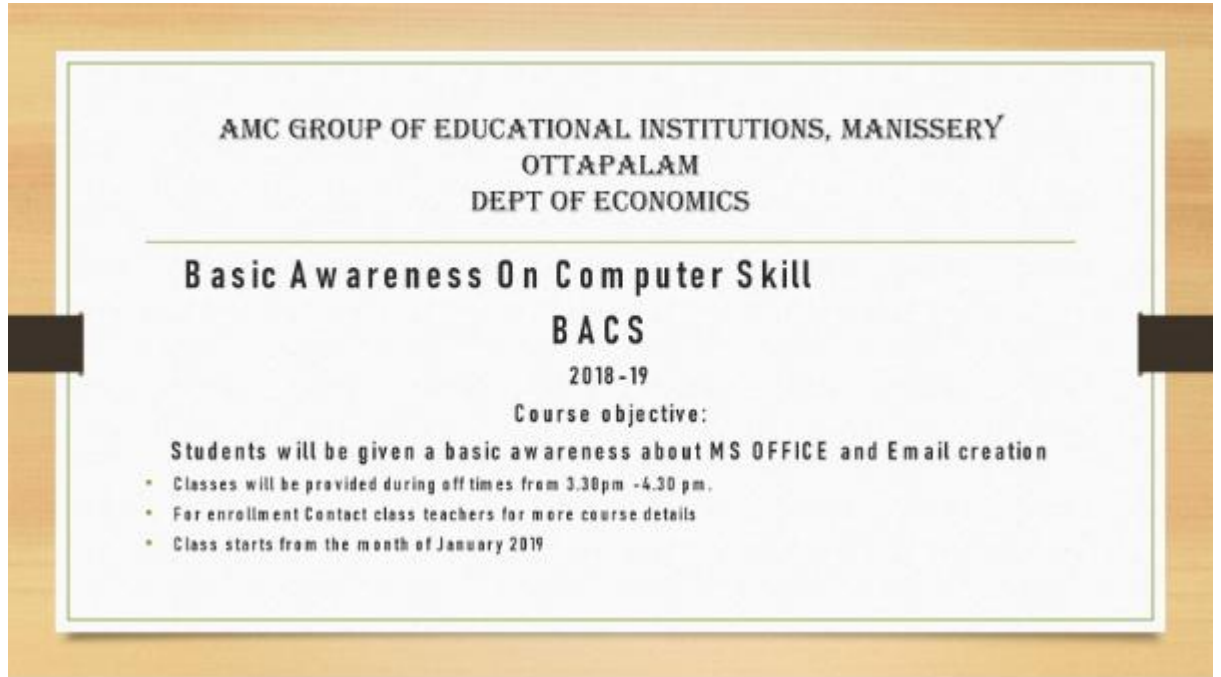 AMC GROUP OF EDUCATIONAL INSTITUTIONS, MANISSERY
OTTAPALAM
DEPT OF ECONOMICS
Basic Awareness On Computer Skill
BACS
2018-19
Course objective:
Students will be given a basic awareness about MS OFFICE and Email creation
• Classes will be provided during off times from 3.30pm -4.30 pm.
• For enrollment Contact class teachers for more course details
• Class starts from the month of January 2019